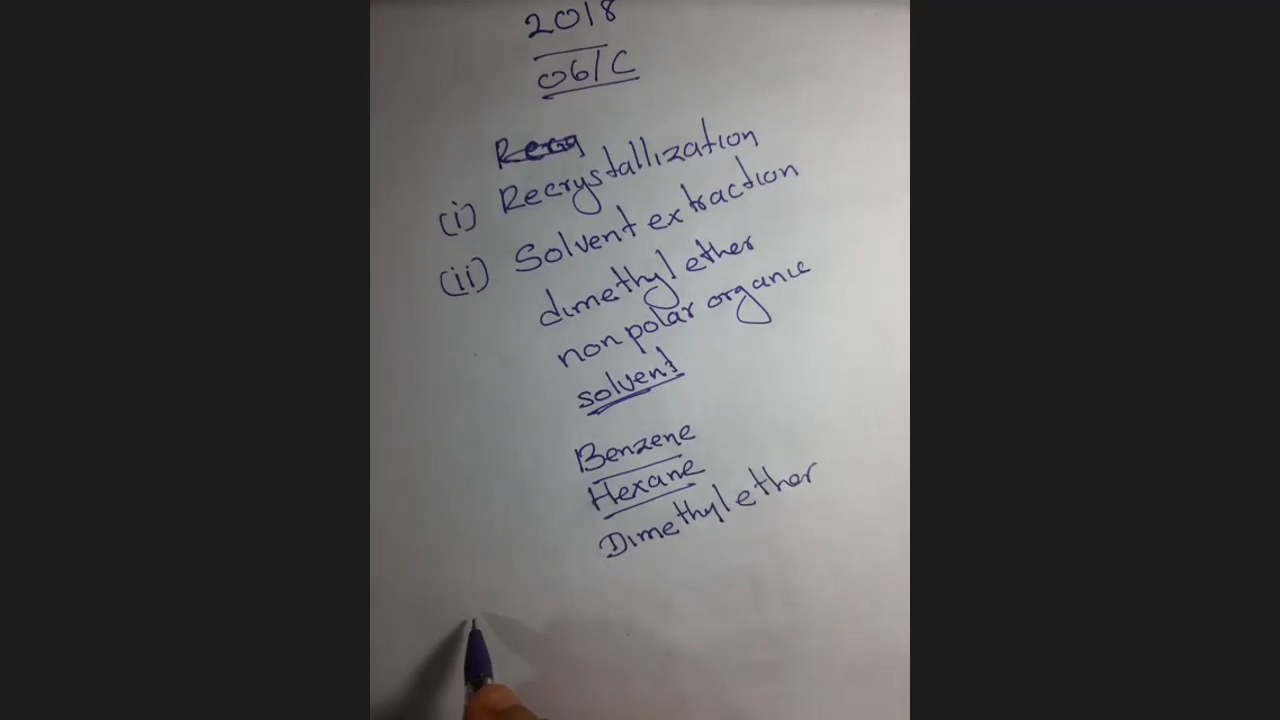 2018
06/C
(i) Recrystallization
(ii) Solvent extraction
dimethyl ether
non polar organic
solvent
Benzene
Hexane
Dimethyl ether